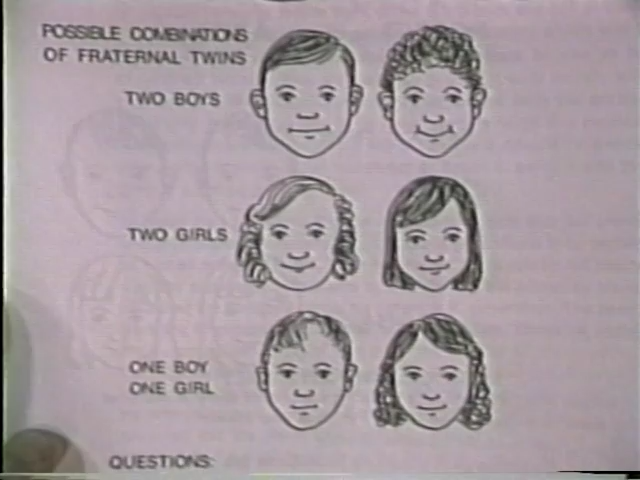 POSSIBLE COMBINATIONS
OF FRATERNAL TWINS
TWO BOYS
TWO GIRLS
ONE BOY
ONE GIRL
QUESTIONS: